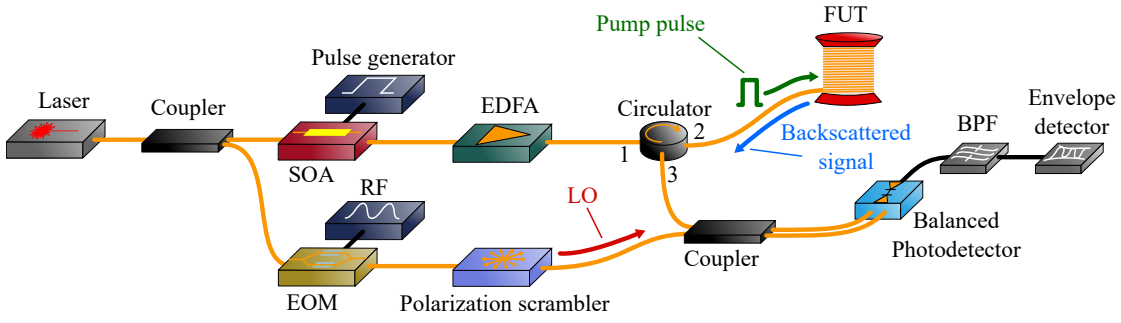 FUT
Pump pulse
Pulse generator
Laser
Coupler
EDFA
Circulator
Envelope
detector
BPF
1
2
3
Backscattered
signal
SOA
RF
LO
Balanced
Photodetector
Coupler
EOM
Polarization scrambler